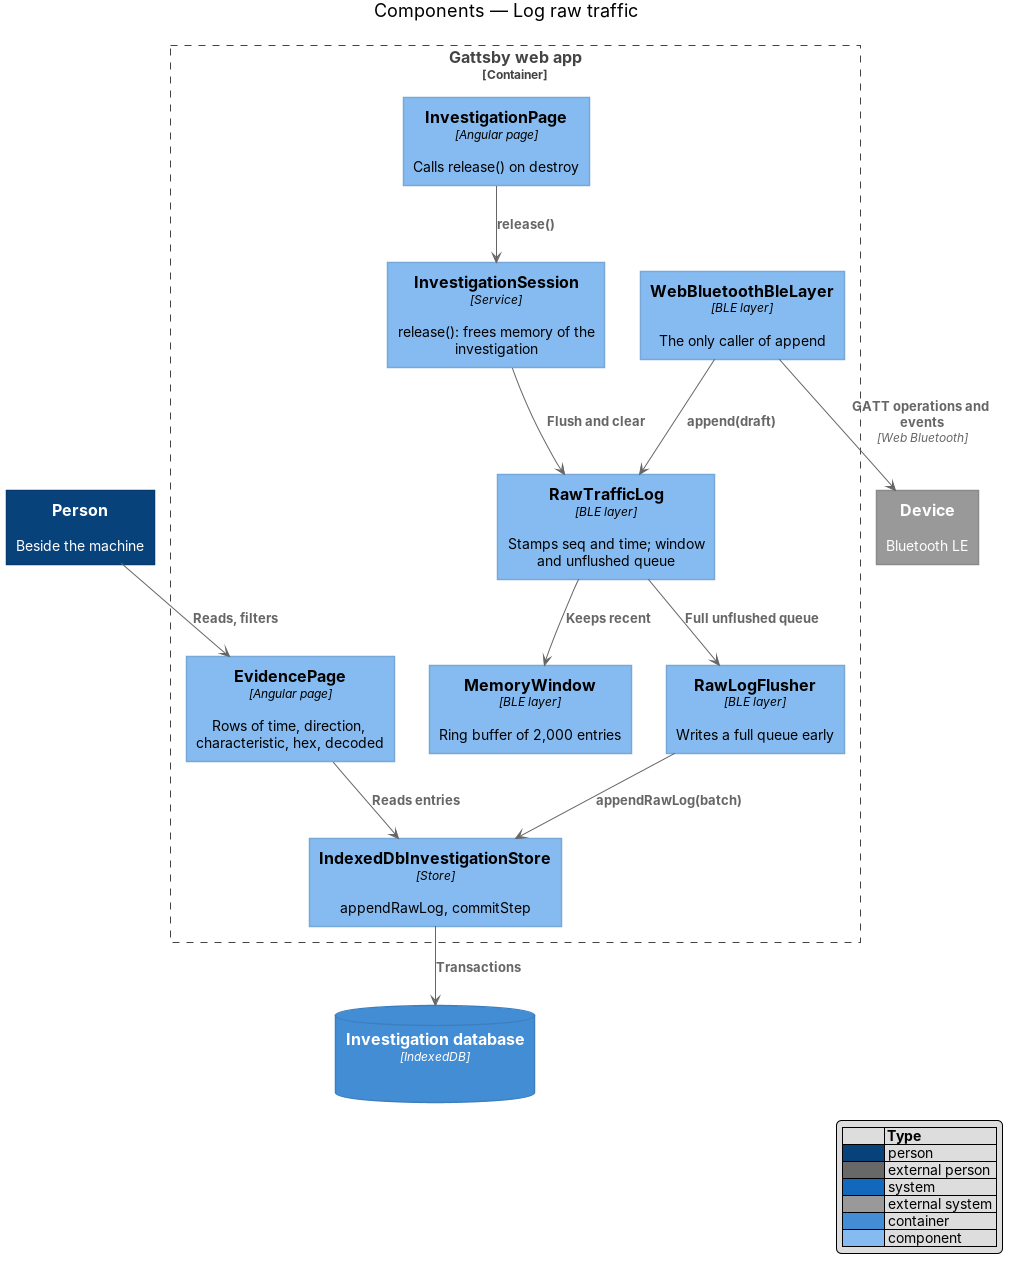 Components — Log raw traffic
Gattsby web app
[Container]
InvestigationPage
[Angular page]
Calls release() on destroy
release()
InvestigationSession
[Service]
release(): frees memory of the
investigation
WebBluetoothBleLayer
[BLE layer]
The only caller of append
Flush and clear
append(draft)
GATT operations and
events
[Web Bluetooth]
Person
Beside the machine
RawTrafficLog
[BLE layer]
Stamps seq and time; window
and unflushed queue
Device
Bluetooth LE
Reads, filters
Keeps recent
Full unflushed queue
EvidencePage
[Angular page]
Rows of time, direction,
characteristic, hex, decoded
MemoryWindow
[BLE layer]
Ring buffer of 2,000 entries
RawLogFlusher
[BLE layer]
Writes a full queue early
Reads entries
appendRawLog(batch)
IndexedDbInvestigationStore
[Store]
appendRawLog, commitStep
Transactions
Investigation database
[IndexedDB]
Type
person
external person
system
external system
container
component